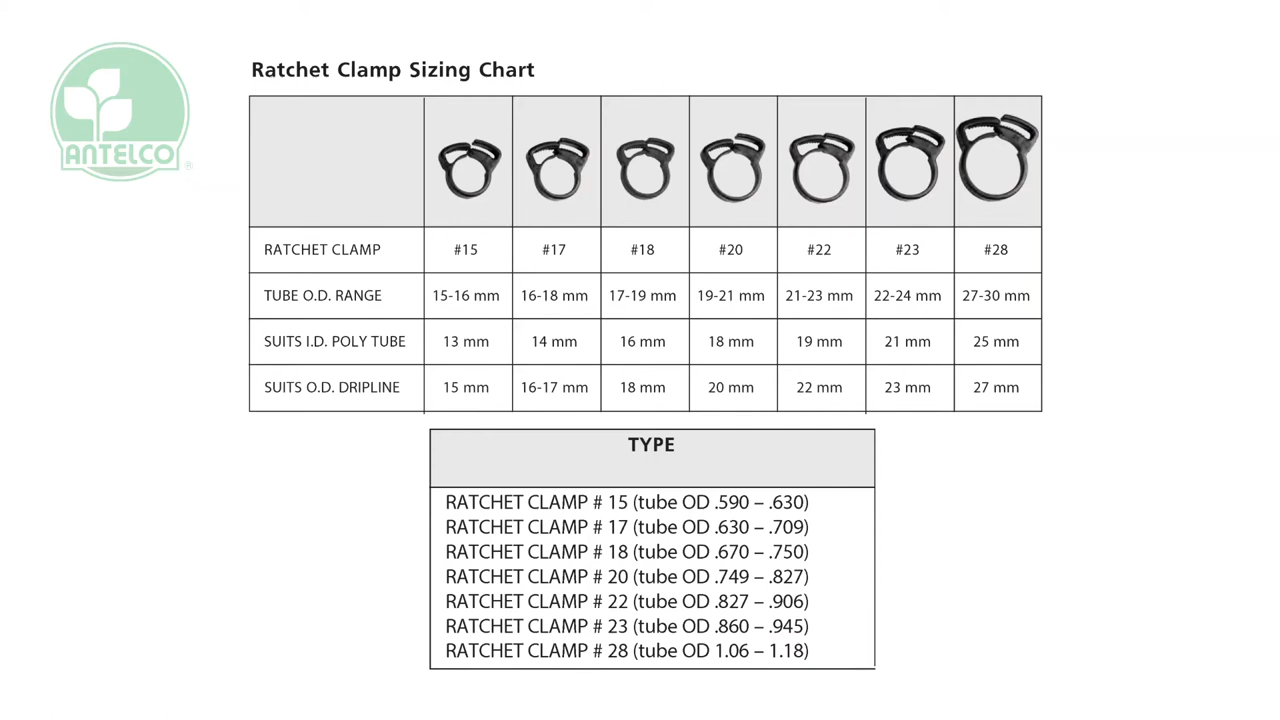 ANTELCO
®
Ratchet Clamp Sizing Chart
RATCHET CLAMP #15 #17 #18 #20 #22 #23 #28
TUBE O.D. RANGE 15-16 mm 16-18 mm 17-19 mm 19-21 mm 21-23 mm 22-24 mm 27-30 mm
SUITS I.D. POLY TUBE 13 mm 14 mm 16 mm 18 mm 19 mm 21 mm 25 mm
SUITS O.D. DRIPLINE 15 mm 16-17 mm 18 mm 20 mm 22 mm 23 mm 27 mm
TYPE
RATCHET CLAMP # 15 (tube OD .590 – .630)
RATCHET CLAMP # 17 (tube OD .630 – .709)
RATCHET CLAMP # 18 (tube OD .670 – .750)
RATCHET CLAMP # 20 (tube OD .749 – .827)
RATCHET CLAMP # 22 (tube OD .827 – .906)
RATCHET CLAMP # 23 (tube OD .860 – .945)
RATCHET CLAMP # 28 (tube OD 1.06 – 1.18)